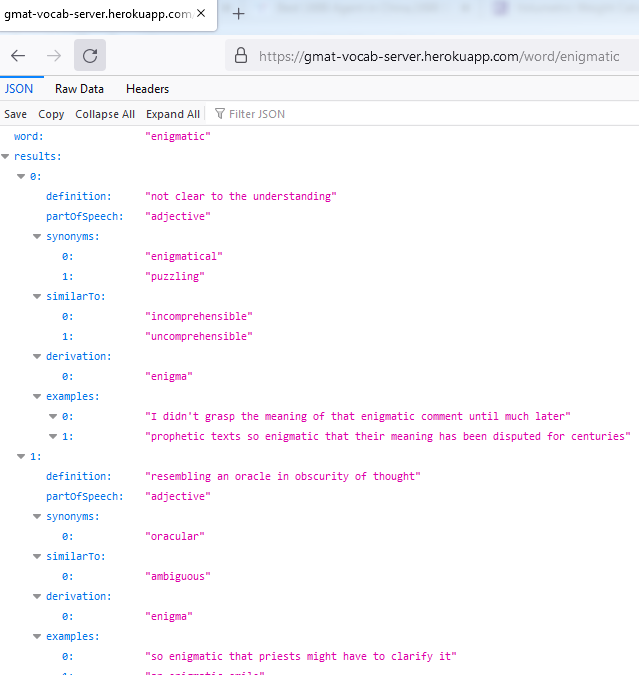 gmat-vocab-server.herokuapp.com
https://gmat-vocab-server.herokuapp.com/word/enigmatic
JSON Raw Data Headers
Save Copy Collapse All Expand All Filter JSON
word: "enigmatic"
results:
0:
definition: "not clear to the understanding"
partOfSpeech: "adjective"
synonyms:
0: "enigmatical"
1: "puzzling"
similarTo:
0: "incomprehensible"
1: "uncomprehensible"
derivation:
0: "enigma"
examples:
0: "I didn't grasp the meaning of that enigmatic comment until much later"
1: "prophetic texts so enigmatic that their meaning has been disputed for centuries"
1:
definition: "resembling an oracle in obscurity of thought"
partOfSpeech: "adjective"
synonyms:
0: "oracular"
similarTo:
0: "ambiguous"
derivation:
0: "enigma"
examples:
0: "so enigmatic that priests might have to clarify it"
1: "an enigmatic smile"